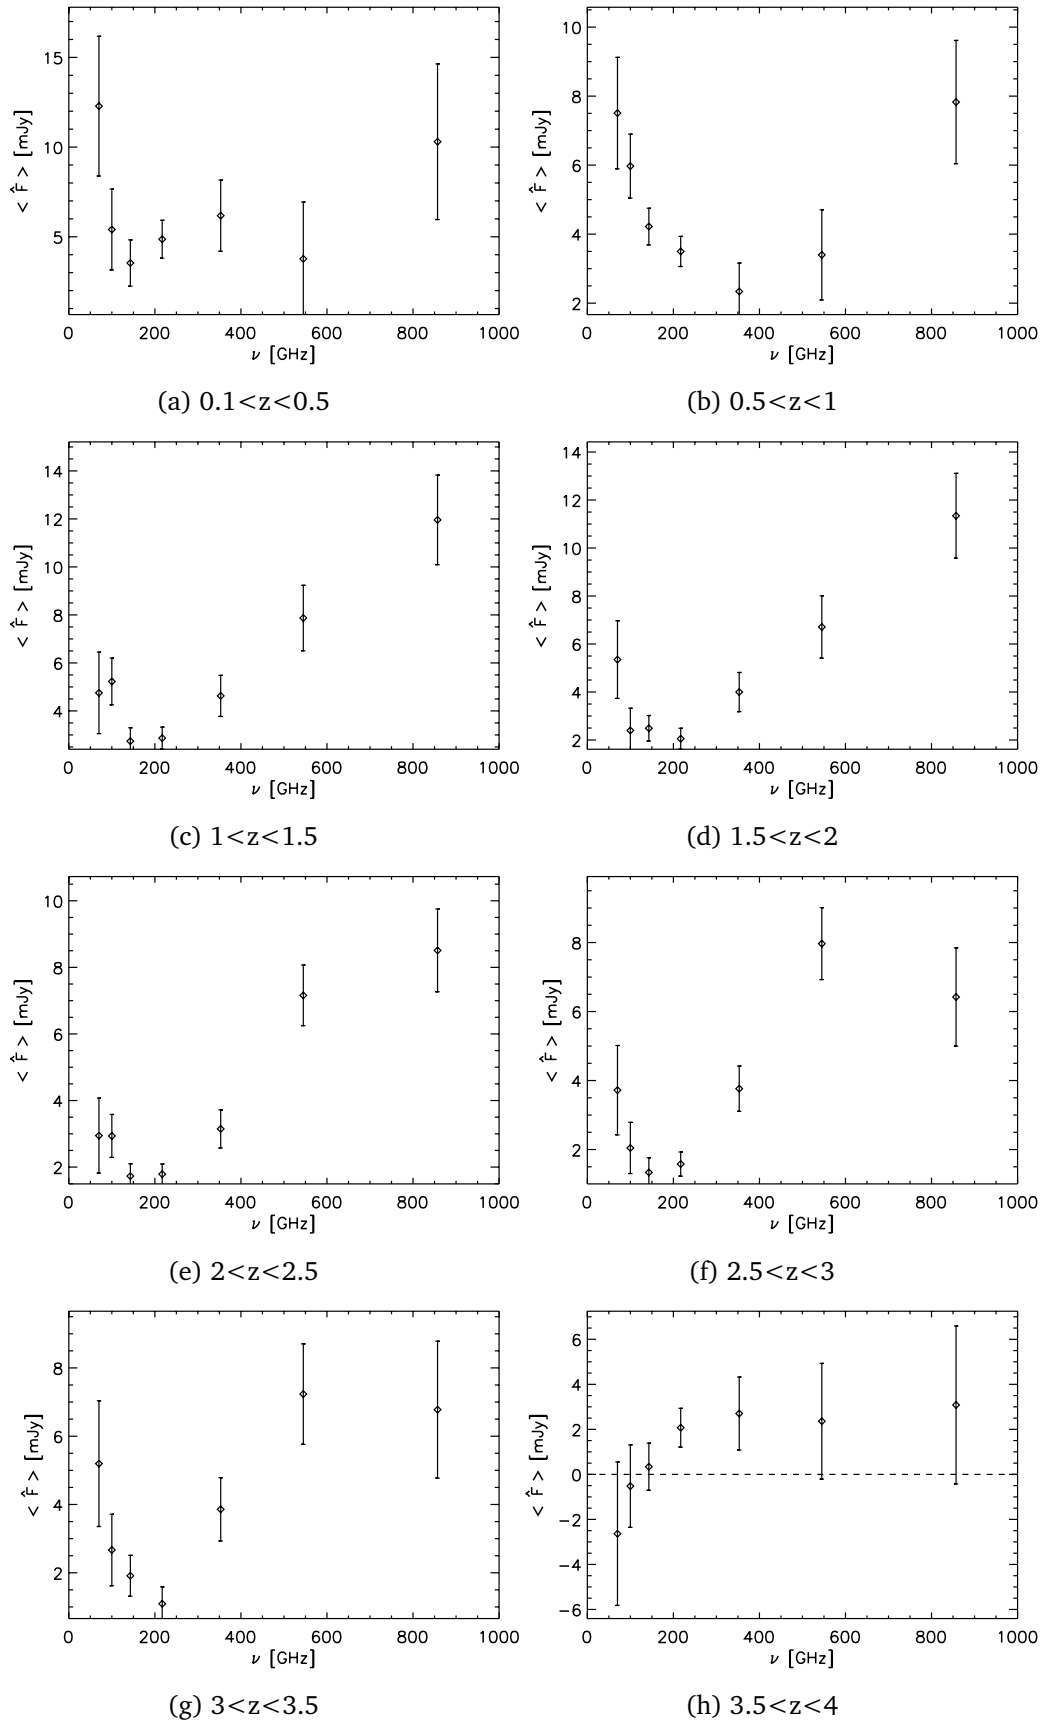 15
10
5
< F̂ > [mJy]
0 200 400 600 800 1000
ν [GHz]
(a) 0.1<z<0.5
10
8
6
4
2
< F̂ > [mJy]
0 200 400 600 800 1000
ν [GHz]
(b) 0.5<z<1
14
12
10
8
6
4
< F̂ > [mJy]
0 200 400 600 800 1000
ν [GHz]
(c) 1<z<1.5
14
12
10
8
6
4
2
< F̂ > [mJy]
0 200 400 600 800 1000
ν [GHz]
(d) 1.5<z<2
10
8
6
4
2
< F̂ > [mJy]
0 200 400 600 800 1000
ν [GHz]
(e) 2<z<2.5
8
6
4
2
< F̂ > [mJy]
0 200 400 600 800 1000
ν [GHz]
(f) 2.5<z<3
8
6
4
2
< F̂ > [mJy]
0 200 400 600 800 1000
ν [GHz]
(g) 3<z<3.5
6
4
2
0
−2
−4
−6
< F̂ > [mJy]
0 200 400 600 800 1000
ν [GHz]
(h) 3.5<z<4